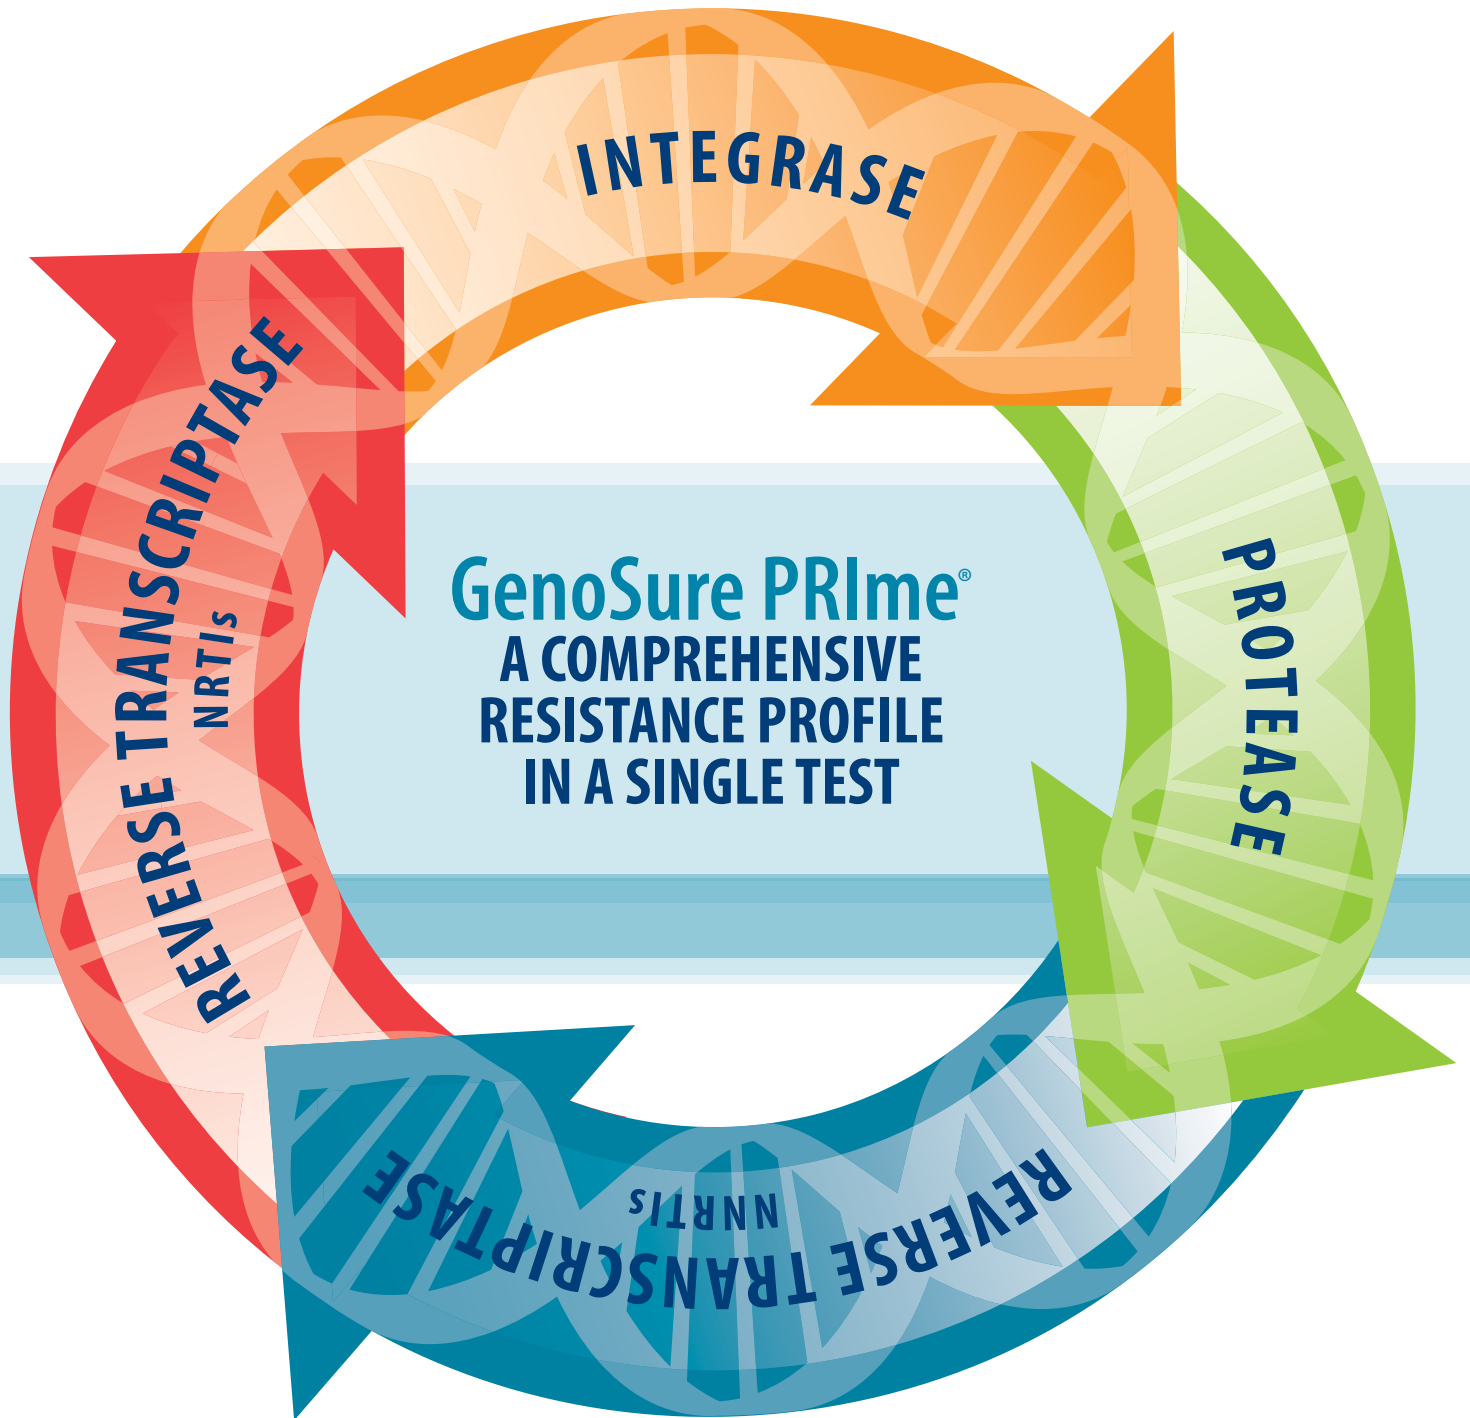 INTEGRASE
PROTEASE
REVERSE TRANSCRIPTASE
NNRTIs
REVERSE TRANSCRIPTASE
NRTIs
GenoSure PRIme®
A COMPREHENSIVE
RESISTANCE PROFILE
IN A SINGLE TEST